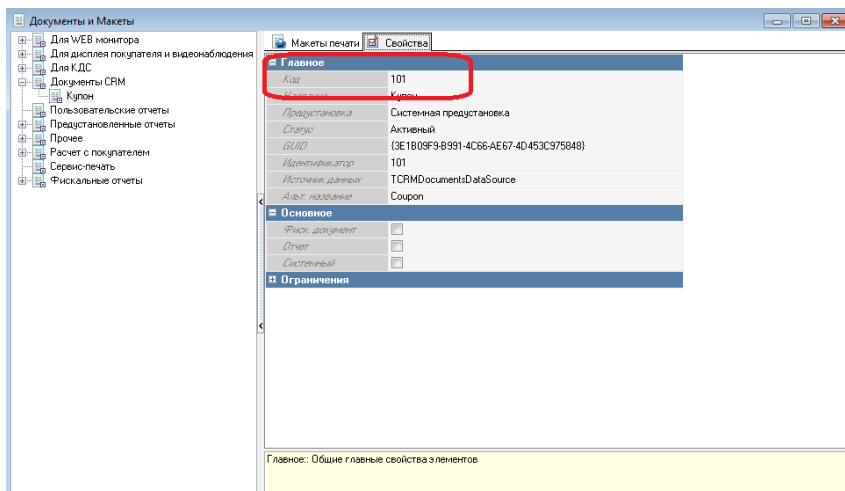 Документы и Макеты
Для WEB монитора
Для дисплея покупателя и видеонаблюдения
Для КДС
Документы CRM
Купон
Пользовательские отчеты
Предустановленные отчеты
Прочее
Расчет с покупателем
Сервис-печать
Фискальные отчеты
Макеты печати Свойства
Главное
Код 101
Название Купон
Предустановка Системная предустановка
Статус Активный
GUID {3E1B09F9-B991-4C66-AE67-4D453C975848}
Идентификатор 101
Источник данных TCRMDocumentsDataSource
Альт. название Coupon
Основное
Фиск. документ
Отчет
Системный
Ограничения
Главное:: Общие главные свойства элементов